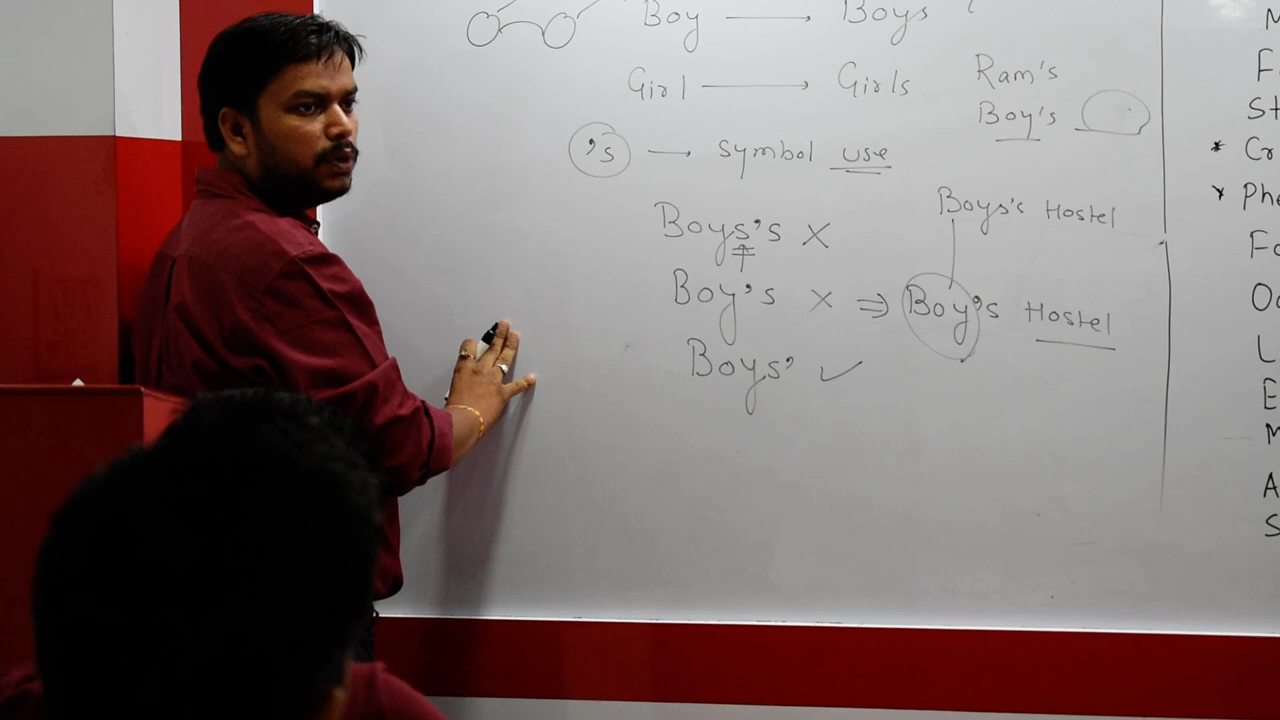 Boy → Boys
Girl → Girls
's → symbol use
Boys's ×
Boy's × ⇒ Boy's Hostel
Boys' ✓
Ram's
Boy's
Boys's Hostel